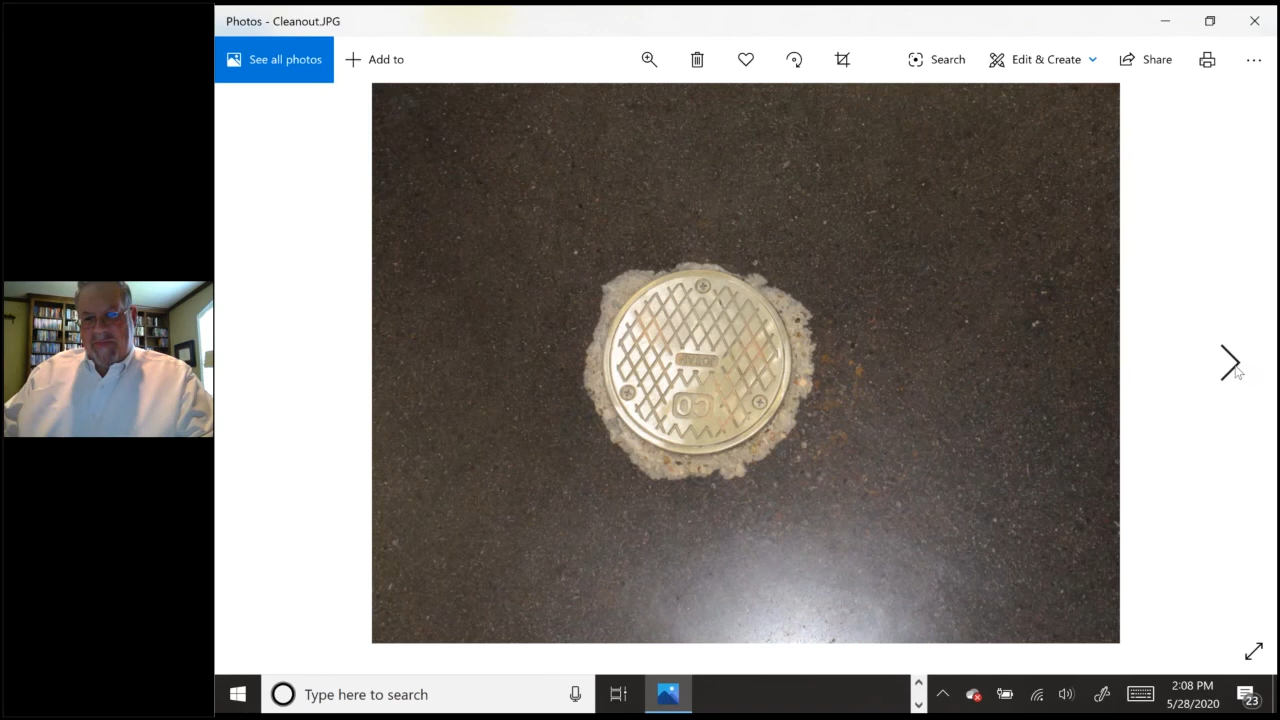 Photos - Cleanout.JPG
See all photos
Add to
Search
Edit & Create
Share
CO
Type here to search
2:08 PM
5/28/2020
23